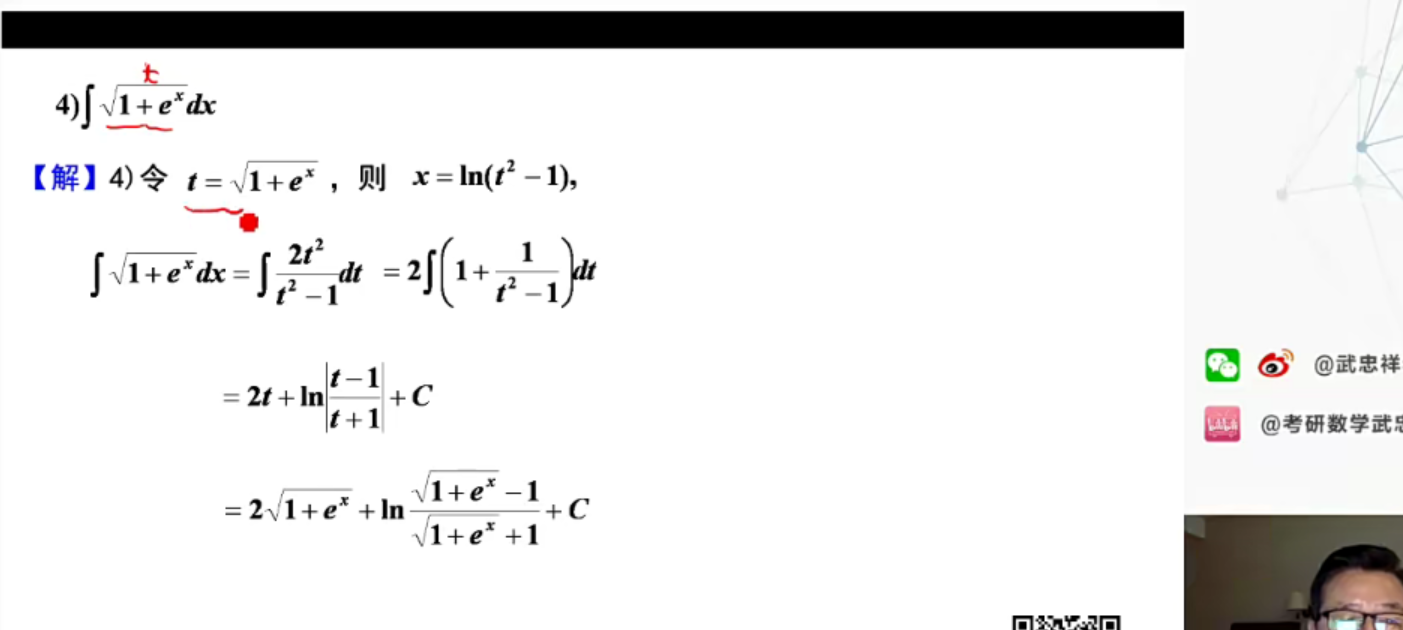 t
4)∫√(1+e^x)dx
【解】4)令 t=√(1+e^x) ，则 x=ln(t²−1),
∫√(1+e^x)dx=∫2t²/(t²−1)dt =2∫(1+1/(t²−1))dt
=2t+ln|(t−1)/(t+1)|+C
=2√(1+e^x)+ln(√(1+e^x)−1)/(√(1+e^x)+1)+C
@武忠祥
@考研数学武忠